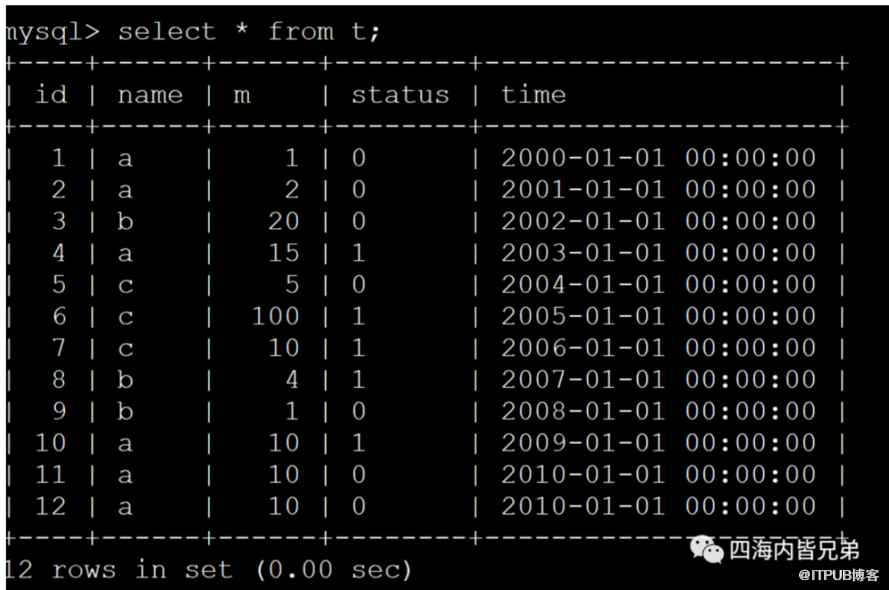 mysql> select * from t;
+----+------+------+--------+---------------------+
| id | name | m    | status | time                |
+----+------+------+--------+---------------------+
|  1 | a    |    1 | 0      | 2000-01-01 00:00:00 |
|  2 | a    |    2 | 0      | 2001-01-01 00:00:00 |
|  3 | b    |   20 | 0      | 2002-01-01 00:00:00 |
|  4 | a    |   15 | 1      | 2003-01-01 00:00:00 |
|  5 | c    |    5 | 0      | 2004-01-01 00:00:00 |
|  6 | c    |  100 | 1      | 2005-01-01 00:00:00 |
|  7 | c    |   10 | 1      | 2006-01-01 00:00:00 |
|  8 | b    |    4 | 1      | 2007-01-01 00:00:00 |
|  9 | b    |    1 | 0      | 2008-01-01 00:00:00 |
| 10 | a    |   10 | 1      | 2009-01-01 00:00:00 |
| 11 | a    |   10 | 0      | 2010-01-01 00:00:00 |
| 12 | a    |   10 | 0      | 2010-01-01 00:00:00 |
+----+------+------+--------+---------------------+
四海内皆兄弟
12 rows in set (0.00 sec)
@ITPUB博客